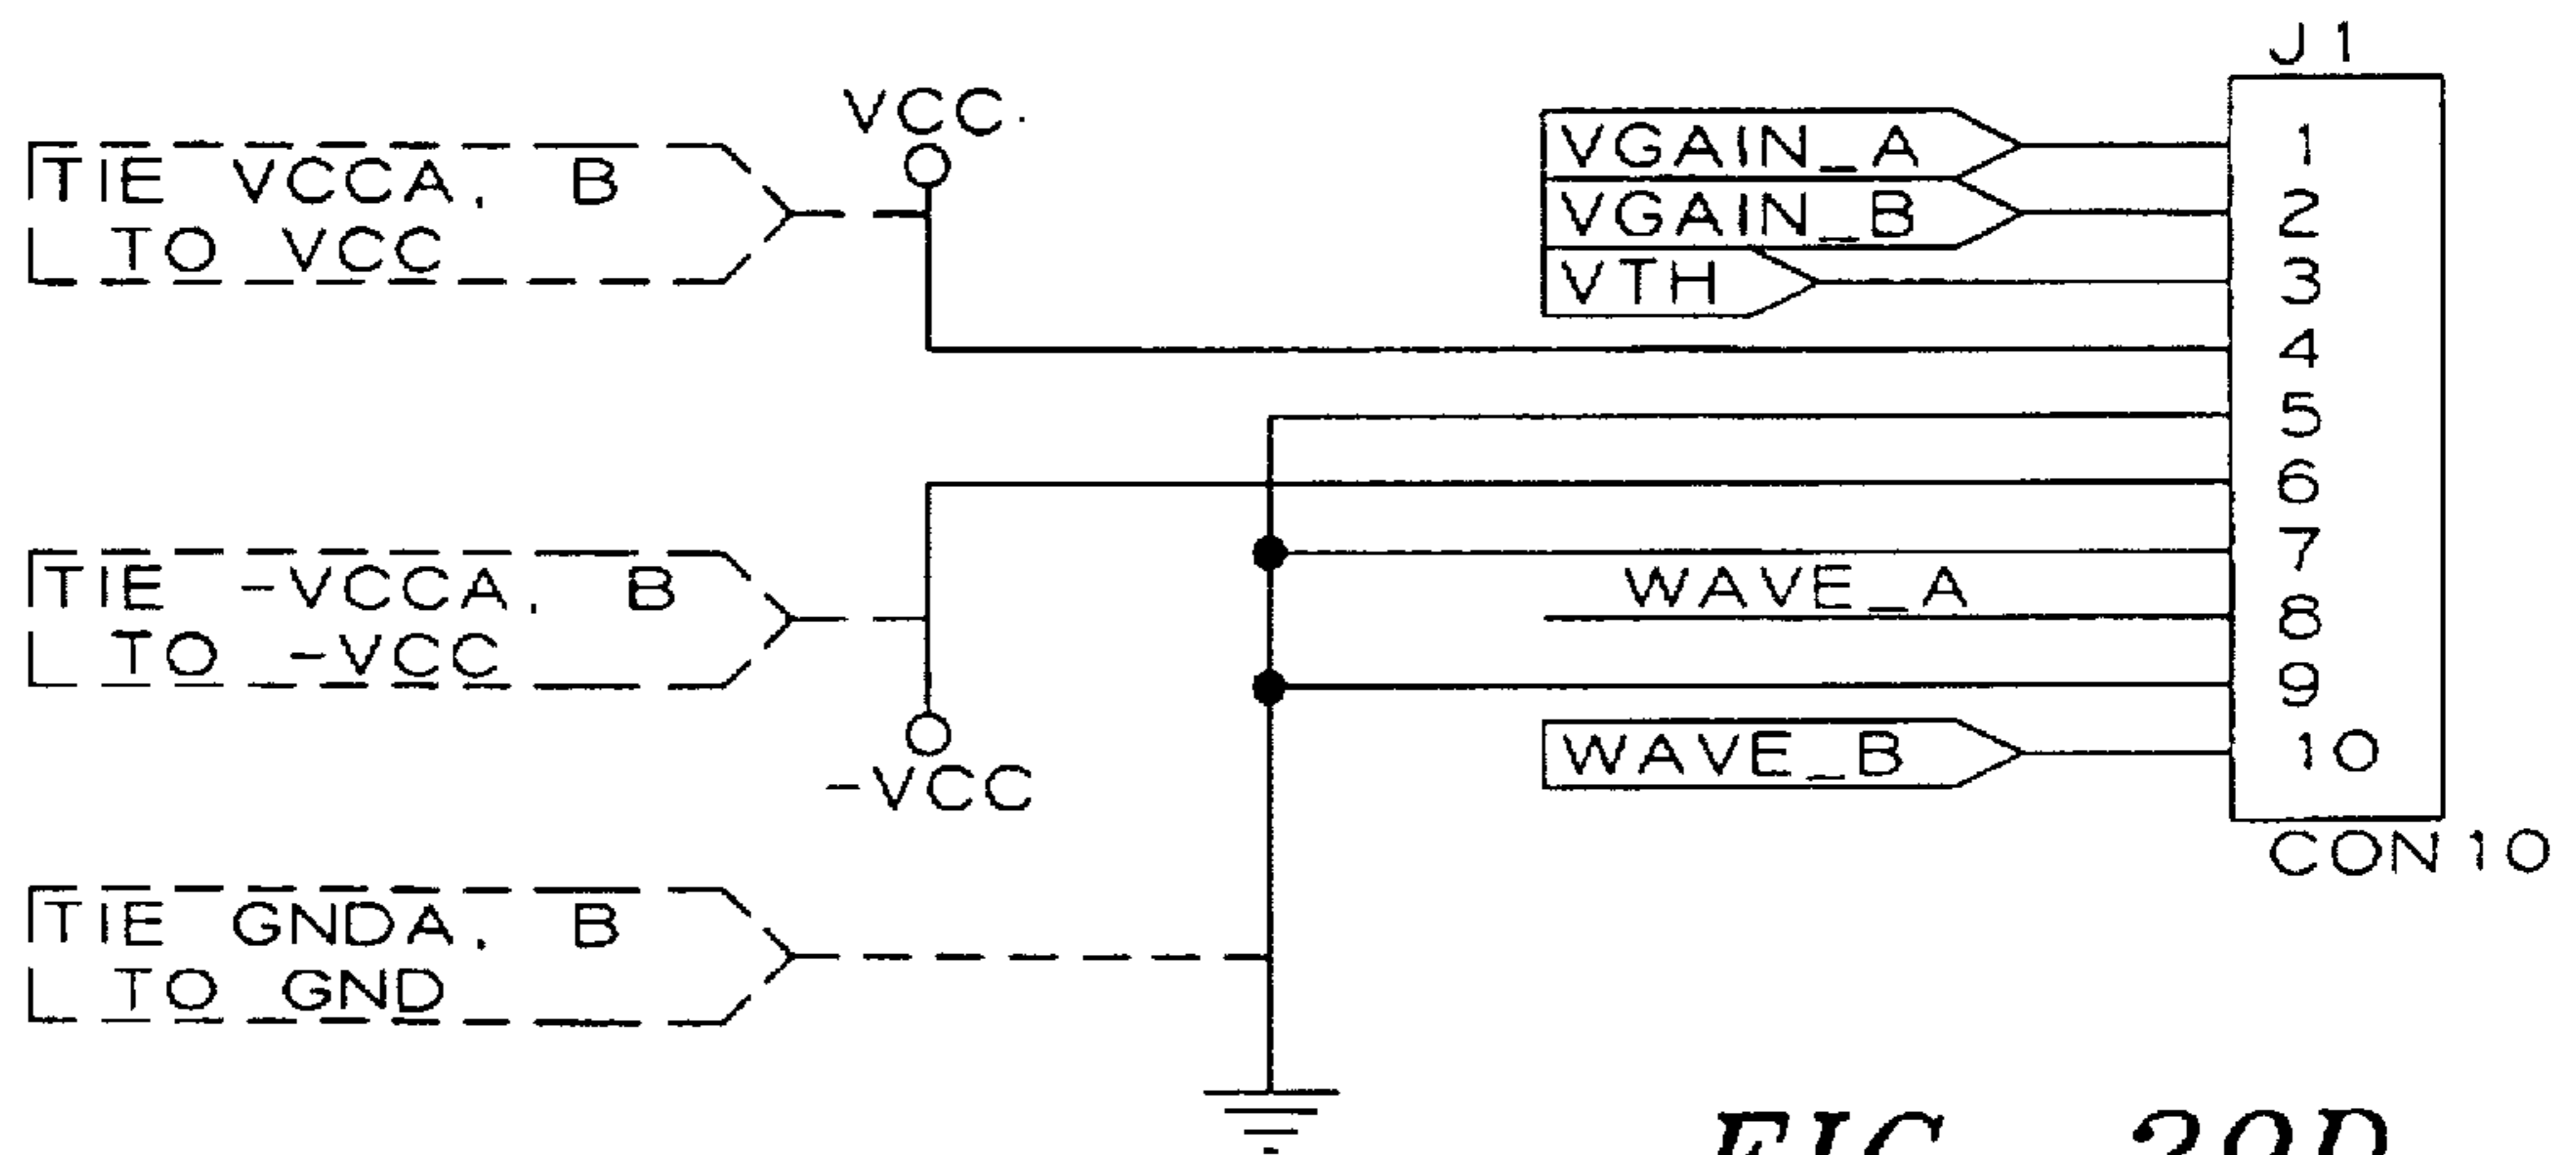 J1
VCC.
TIE VCCA, B
TO VCC
VGAIN_A
VGAIN_B
VTH
1
2
3
4
5
6
7
8
9
10
TIE -VCCA, B
TO -VCC
-VCC
WAVE_A
WAVE_B
CON10
TIE GNDA, B
TO GND